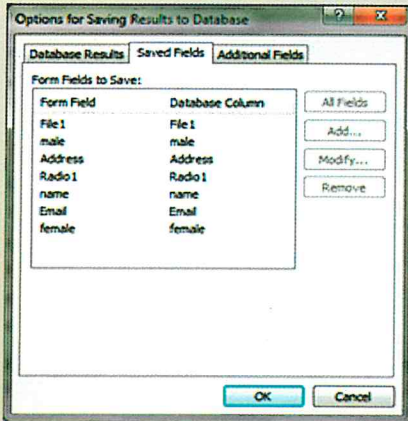 Options for Saving Results to Database
Database Results Saved Fields Additional Fields
Form Fields to Save:
Form Field Database Column
File1 File1
male male
Address Address
Radio1 Radio1
name name
Email Email
female female
All Fields
Add...
Modify...
Remove
OK Cancel